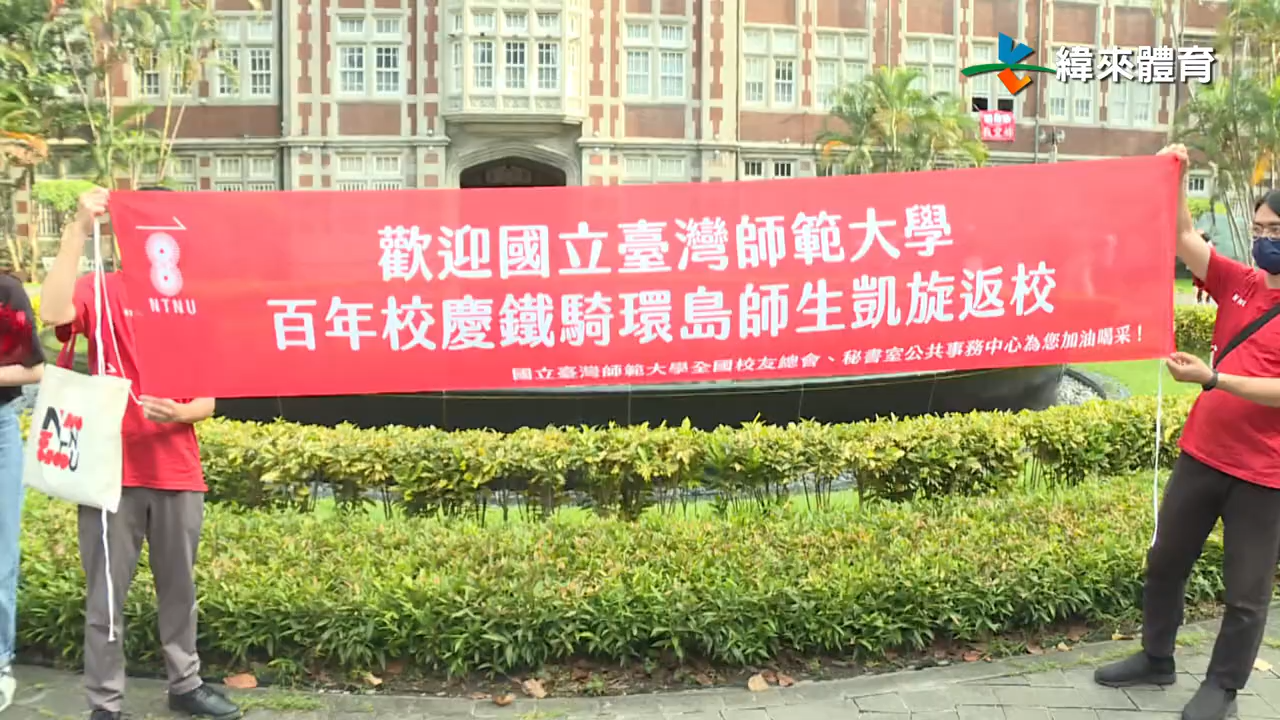 緯來體育
歡迎國立臺灣師範大學
百年校慶鐵騎環島師生凱旋返校
國立臺灣師範大學全國校友總會、秘書室公共事務中心為您加油喝采！
NTNU